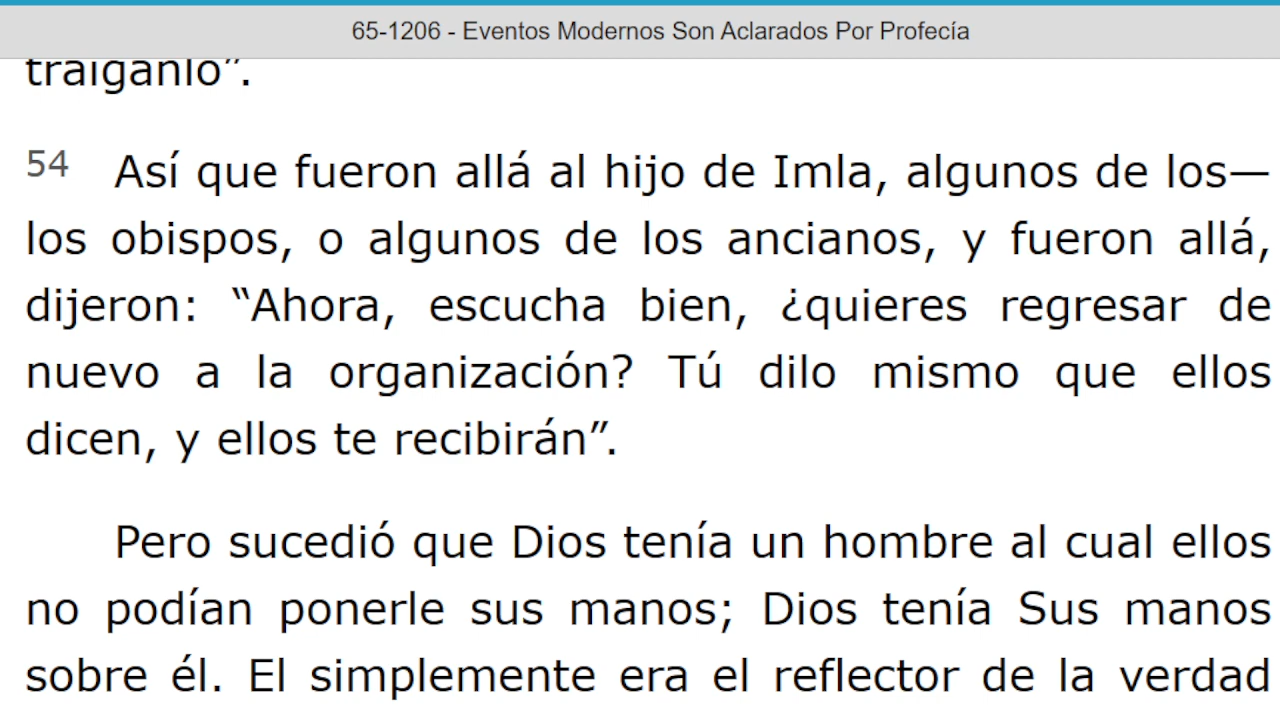 65-1206 - Eventos Modernos Son Aclarados Por Profecía
traiganlo”.
54 Así que fueron allá al hijo de Imla, algunos de los—
los obispos, o algunos de los ancianos, y fueron allá,
dijeron: “Ahora, escucha bien, ¿quieres regresar de
nuevo a la organización? Tú dilo mismo que ellos
dicen, y ellos te recibirán”.
Pero sucedió que Dios tenía un hombre al cual ellos
no podían ponerle sus manos; Dios tenía Sus manos
sobre él. El simplemente era el reflector de la verdad